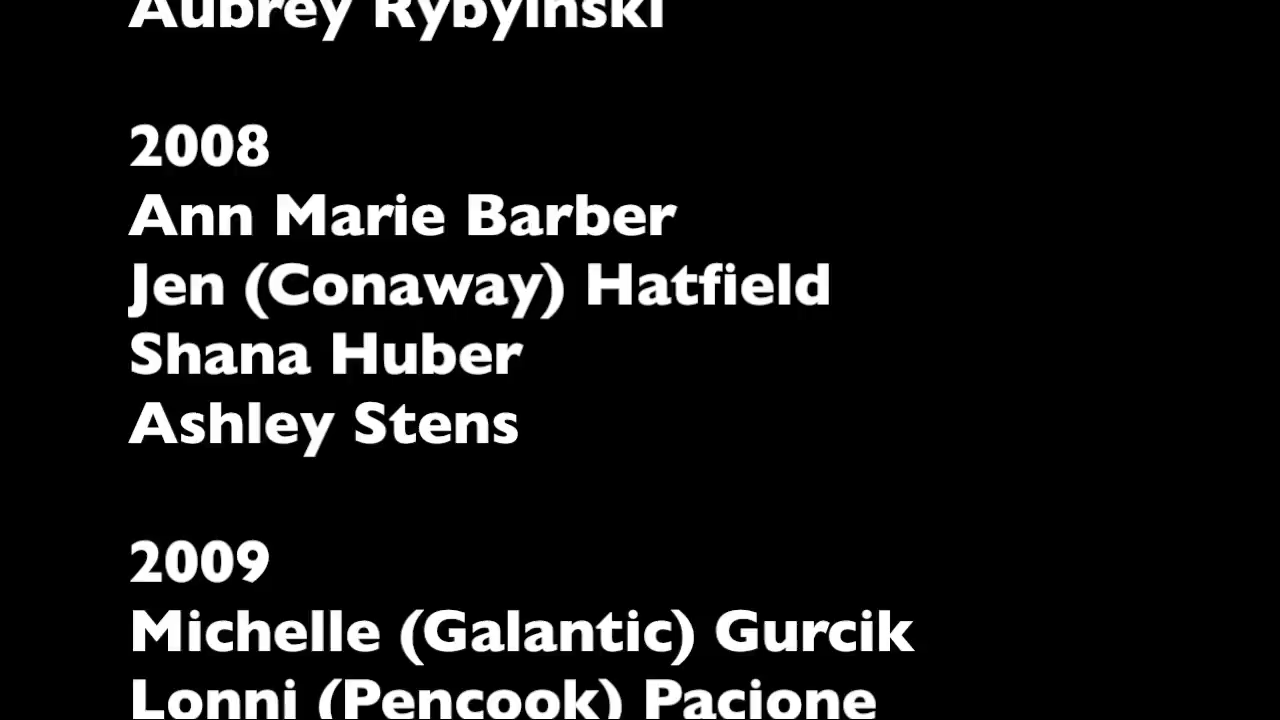 Aubrey Rybyinski
2008
Ann Marie Barber
Jen (Conaway) Hatfield
Shana Huber
Ashley Stens
2009
Michelle (Galantic) Gurcik
Lonni (Pencook) Pacione